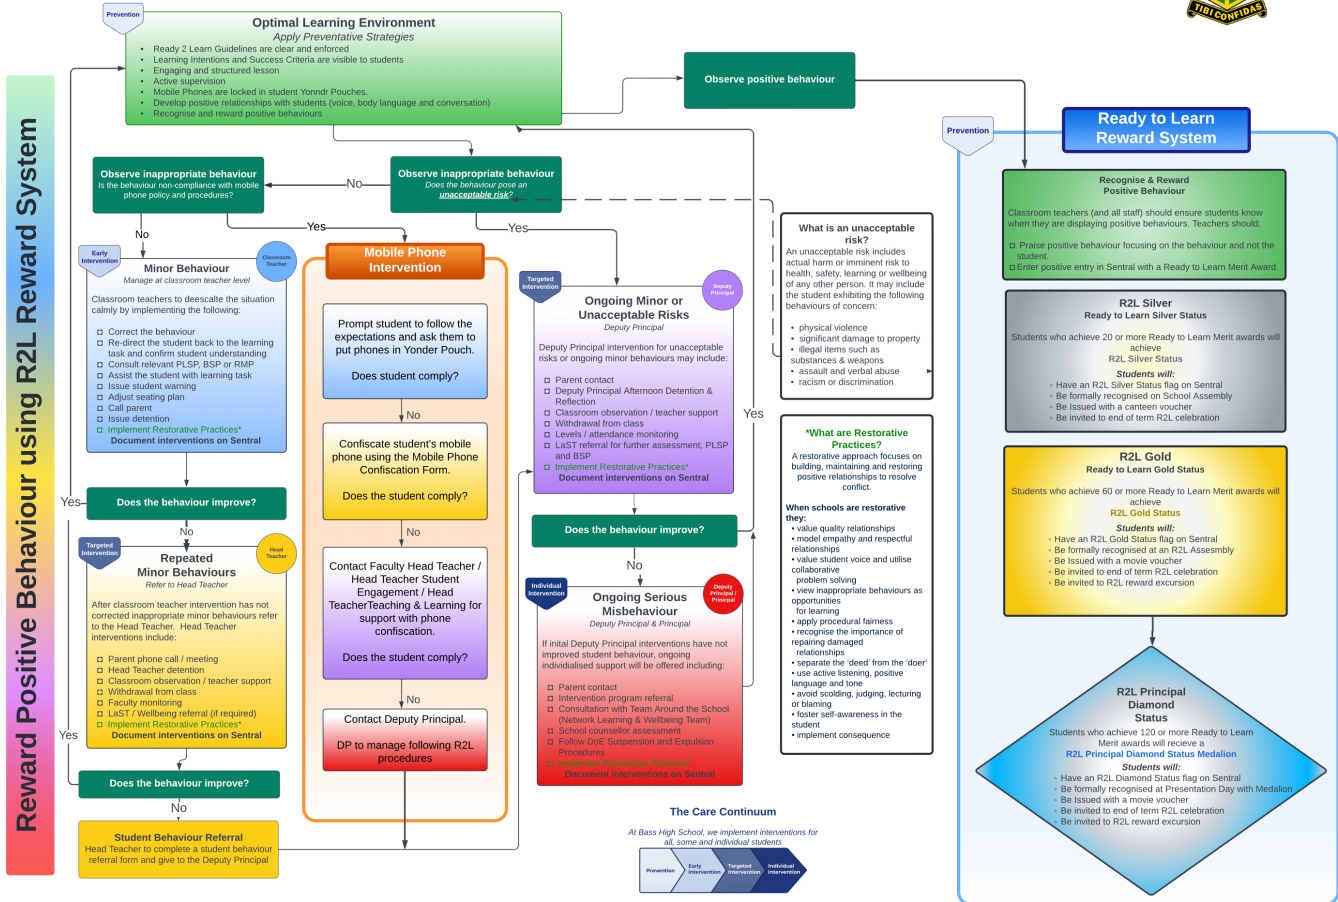 TIBI CONFIDAS
Reward Positive Behaviour using R2L Reward System
Prevention
Optimal Learning Environment
Apply Preventative Strategies
• Ready 2 Learn Guidelines are clear and enforced
• Learning Intentions and Success Criteria are visible to students
• Engaging and structured lesson
• Active supervision
• Mobile Phones are locked in student Yonndr Pouches.
• Develop positive relationships with students (voice, body language and conversation)
• Recognise and reward positive behaviours
Observe positive behaviour
Observe inappropriate behaviour
Is the behaviour non-compliance with mobile
phone policy and procedures?
No
Observe inappropriate behaviour
Does the behaviour pose an
unacceptable risk?
No
Yes
Yes
Early
Intervention
Classroom
Teacher
Minor Behaviour
Manage at classroom teacher level
Classroom teachers to deescalte the situation
calmly by implementing the following:
Correct the behaviour
Re-direct the student back to the learning
task and confirm student understanding
Consult relevant PLSP, BSP or RMP
Assist the student with learning task
Issue student warning
Adjust seating plan
Call parent
Issue detention
Implement Restorative Practices*
Document interventions on Sentral
Yes
Does the behaviour improve?
No
Targeted
Intervention
Head
Teacher
Repeated
Minor Behaviours
Refer to Head Teacher
After classroom teacher intervention has not
corrected inappropriate minor behaviours refer
to the Head Teacher. Head Teacher
interventions include:
Parent phone call / meeting
Head Teacher detention
Classroom observation / teacher support
Withdrawal from class
Faculty monitoring
LaST / Wellbeing referral (if required)
Implement Restorative Practices*
Document interventions on Sentral
Yes
Does the behaviour improve?
No
Student Behaviour Referral
Head Teacher to complete a student behaviour
referral form and give to the Deputy Principal
Mobile Phone
Intervention
Prompt student to follow the
expectations and ask them to
put phones in Yonder Pouch.
Does student comply?
No
Confiscate student's mobile
phone using the Mobile Phone
Confiscation Form.
Does the student comply?
No
Contact Faculty Head Teacher /
Head Teacher Student
Engagement / Head
TeacherTeaching & Learning for
support with phone
confiscation.
Does the student comply?
No
Contact Deputy Principal.
DP to manage following R2L
procedures
Targeted
Intervention
Deputy
Principal
Ongoing Minor or
Unacceptable Risks
Deputy Principal
Deputy Principal intervention for unacceptable
risks or ongoing minor behaviours may include:
Parent contact
Deputy Principal Afternoon Detention &
Reflection
Classroom observation / teacher support
Withdrawal from class
Levels / attendance monitoring
LaST referral for further assessment, PLSP
and BSP
Implement Restorative Practices*
Document interventions on Sentral
Does the behaviour improve?
Yes
No
Individual
Intervention
Deputy
Principal /
Prinicpal
Ongoing Serious
Misbehaviour
Deputy Principal & Principal
If inital Deputy Principal interventions have not
improved student behaviour, ongoing
individialised support will be offered including:
Parent contact
Intervention program referral
Consultation with Team Around the School
(Network Learning & Wellbeing Team)
School counsellor assessment
Follow DoE Suspension and Expulsion
Procedures
Implement Restorative Practices*
Document interventions on Sentral
What is an unacceptable
risk?
An unacceptable risk includes
actual harm or imminent risk to
health, safety, learning or wellbeing
of any other person. It may include
the student exhibiting the following
behaviours of concern:
• physical violence
• significant damage to property
• illegal items such as
substances & weapons
• assault and verbal abuse
• racism or discrimination
*What are Restorative
Practices?
A restorative approach focuses on
building, maintaining and restoring
positive relationships to resolve
conflict.
When schools are restorative
they:
• value quality relationships
• model empathy and respectful
relationships
• value student voice and utilise
collaborative
problem solving
• view inappropriate behaviours as
opportunities
for learning
• apply procedural fairness
• recognise the importance of
repairing damaged
relationships
• separate the ‘deed’ from the ‘doer’
• use active listening, positive
language and tone
• avoid scolding, judging, lecturing
or blaming
• foster self-awareness in the
student
• implement consequence
The Care Continuum
At Bass High School, we implement interventions for
all, some and individual students
Prevention
Early
Intervention
Targeted
Intervention
Individual
Intervention
Prevention
Ready to Learn
Reward System
Recognise & Reward
Positive Behaviour
Classroom teachers (and all staff) should ensure students know
when they are displaying positive behaviours. Teachers should:
Praise positive behaviour focusing on the behaviour and not the
student.
Enter positive entry in Sentral with a Ready to Learn Merit Award.
R2L Silver
Ready to Learn Silver Status
Students who achieve 20 or more Ready to Learn Merit awards will
achieve
R2L Silver Status
Students will:
Have an R2L Silver Status flag on Sentral
Be formally recognised on School Assembly
Be Issued with a canteen voucher
Be invited to end of term R2L celebration
R2L Gold
Ready to Learn Gold Status
Students who achieve 60 or more Ready to Learn Merit awards will
achieve
R2L Gold Status
Students will:
Have an R2L Gold Status flag on Sentral
Be formally recognised at an R2L Assesmbly
Be Issued with a movie voucher
Be invited to end of term R2L celebration
Be invited to R2L reward excursion
R2L Principal
Diamond
Status
Students who achieve 120 or more Ready to Learn
Merit awards will recieve a
R2L Principal Diamond Status Medalion
Students will:
Have an R2L Diamond Status flag on Sentral
Be formally recognised at Presentation Day with Medalion
Be Issued with a movie voucher
Be invited to end of term R2L celebration
Be invited to R2L reward excursion